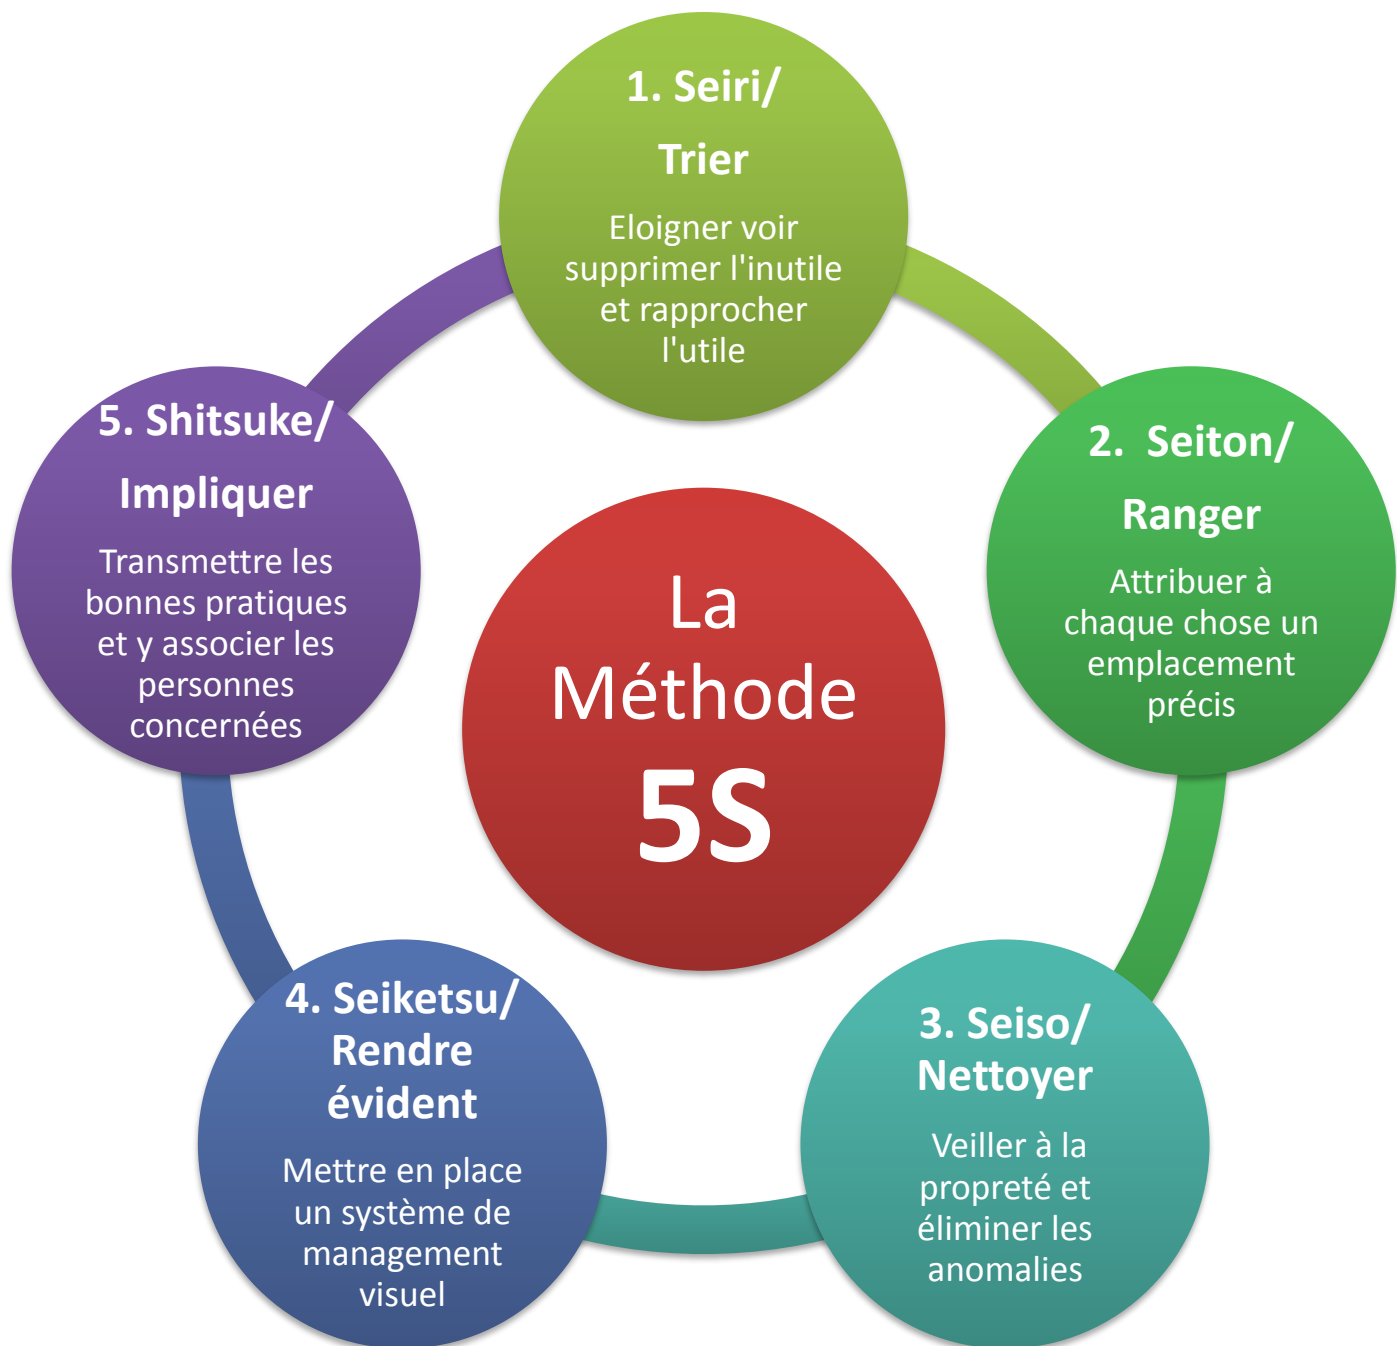 1. Seiri/
Trier
Eloigner voir
supprimer l'inutile
et rapprocher
l'utile
2.  Seiton/
Ranger
Attribuer à
chaque chose un
emplacement
précis
3. Seiso/
Nettoyer
Veiller à la
propreté et
éliminer les
anomalies
4. Seiketsu/
Rendre
évident
Mettre en place
un système de
management
visuel
5. Shitsuke/
Impliquer
Transmettre les
bonnes pratiques
et y associer les
personnes
concernées
La
Méthode
5S